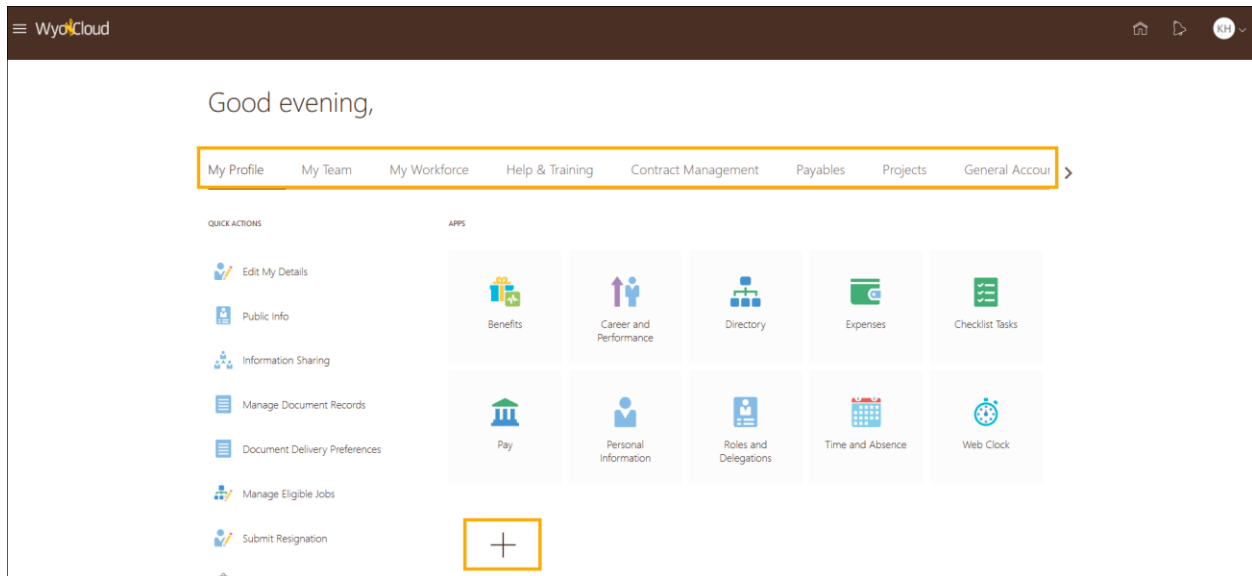 WyoCloud
KH
Good evening,
My Profile My Team My Workforce Help & Training Contract Management Payables Projects General Accour
QUICK ACTIONS
APPS
Edit My Details
Public Info
Information Sharing
Manage Document Records
Document Delivery Preferences
Manage Eligible Jobs
Submit Resignation
Benefits
Career and
Performance
Directory
Expenses
Checklist Tasks
Pay
Personal
Information
Roles and
Delegations
Time and Absence
Web Clock